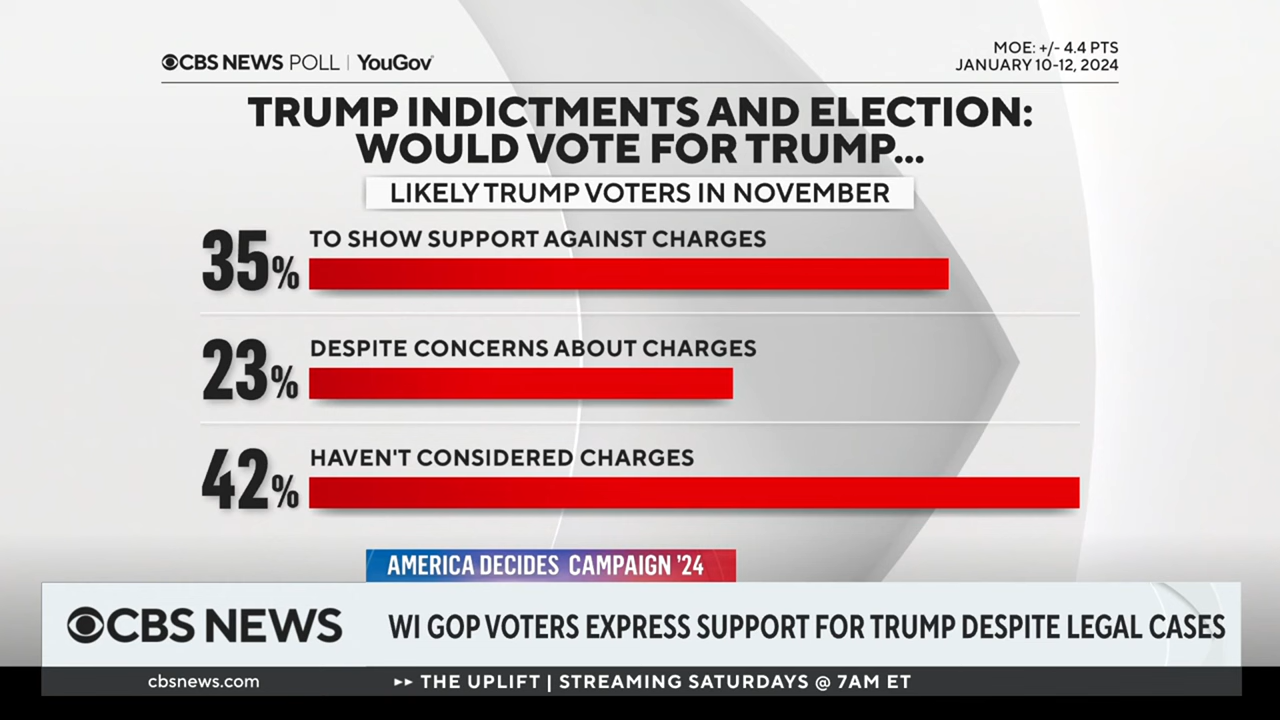 CBS NEWS POLL | YouGov
MOE: +/- 4.4 PTS
JANUARY 10-12, 2024
TRUMP INDICTMENTS AND ELECTION:
WOULD VOTE FOR TRUMP...
LIKELY TRUMP VOTERS IN NOVEMBER
35% TO SHOW SUPPORT AGAINST CHARGES
23% DESPITE CONCERNS ABOUT CHARGES
42% HAVEN'T CONSIDERED CHARGES
AMERICA DECIDES CAMPAIGN '24
CBS NEWS
WI GOP VOTERS EXPRESS SUPPORT FOR TRUMP DESPITE LEGAL CASES
cbsnews.com
THE UPLIFT | STREAMING SATURDAYS @ 7AM ET